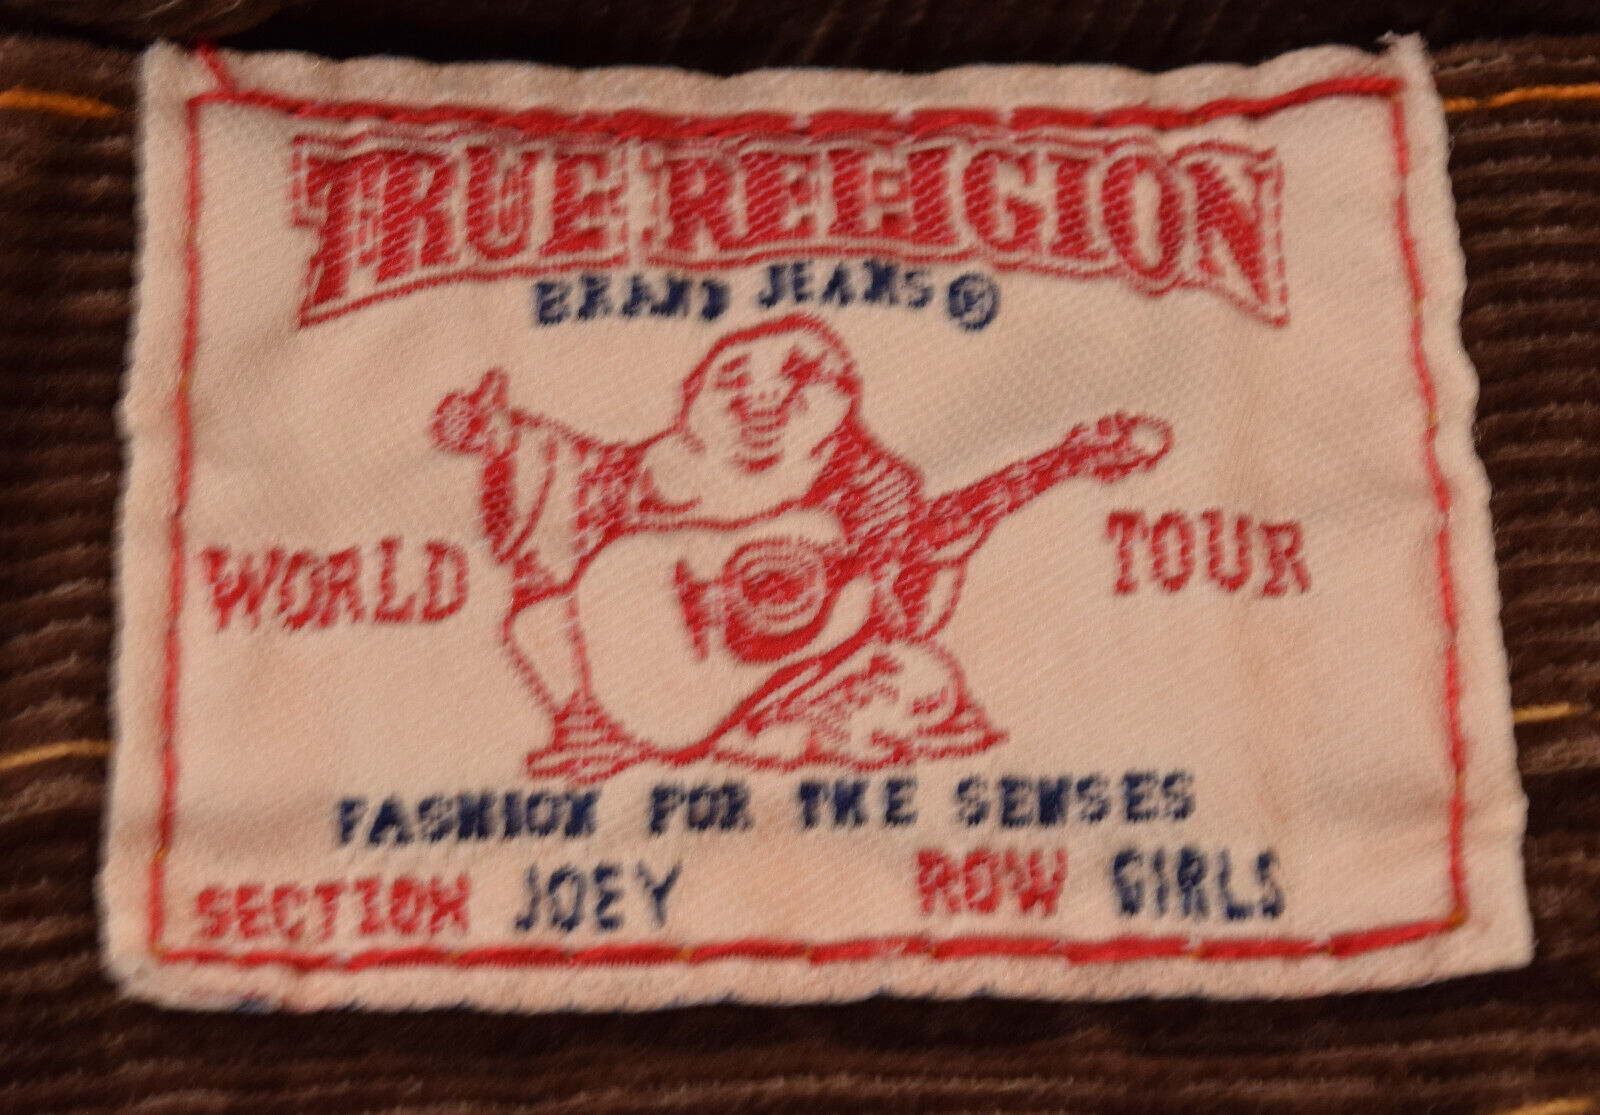 TRUE RELIGION
BRAND JEANS®
WORLD TOUR
FASHION FOR THE SENSES
SECTION JOEY ROW GIRLS